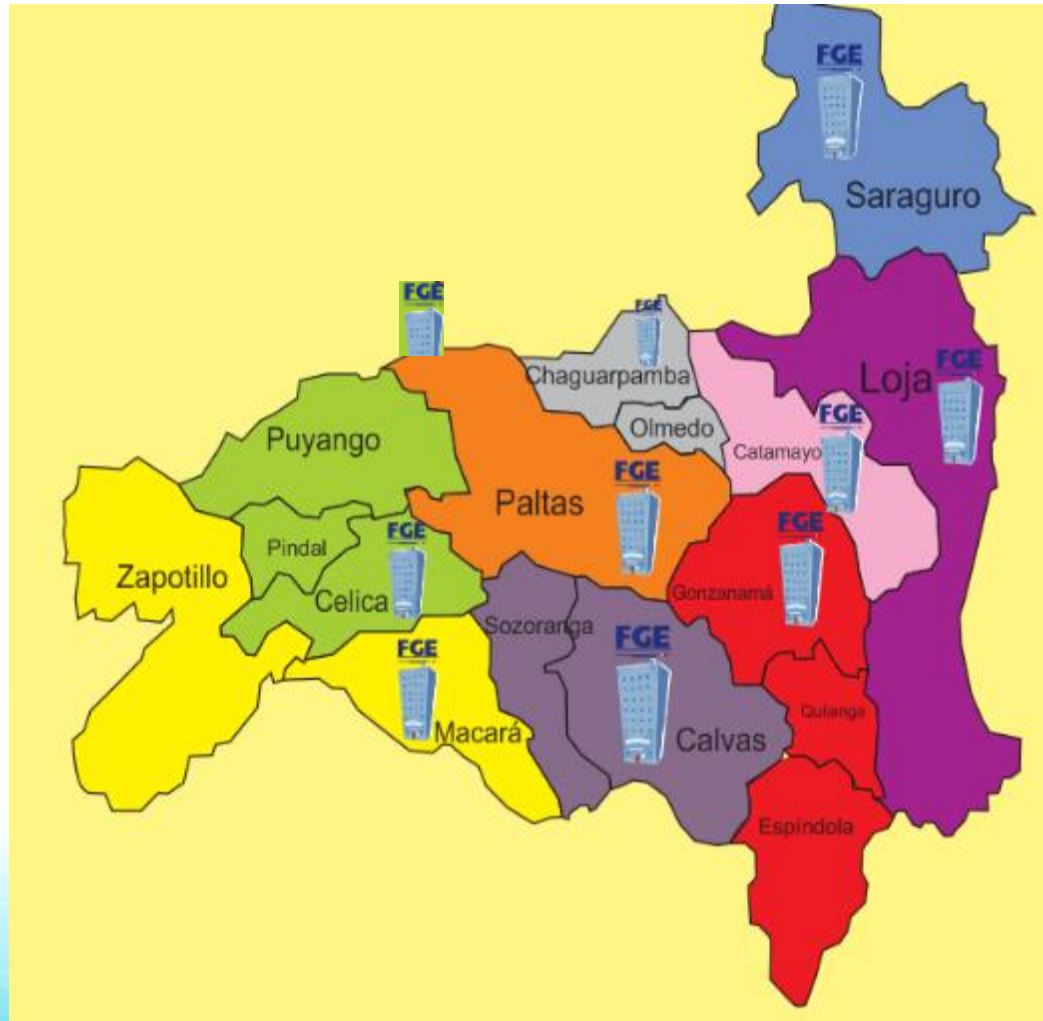 FGE
Saraguro
FGE
FGE
Chaguarpamba
Loja
FGE
Puyango
Olmedo
Catamayo
FGE
Paltas
FGE
Zapotillo
Pindal
Celica
FGE
Gonzanamá
FGE
Sozoranga
Macará
FGE
Calvas
FGE
Quilanga
Espíndola